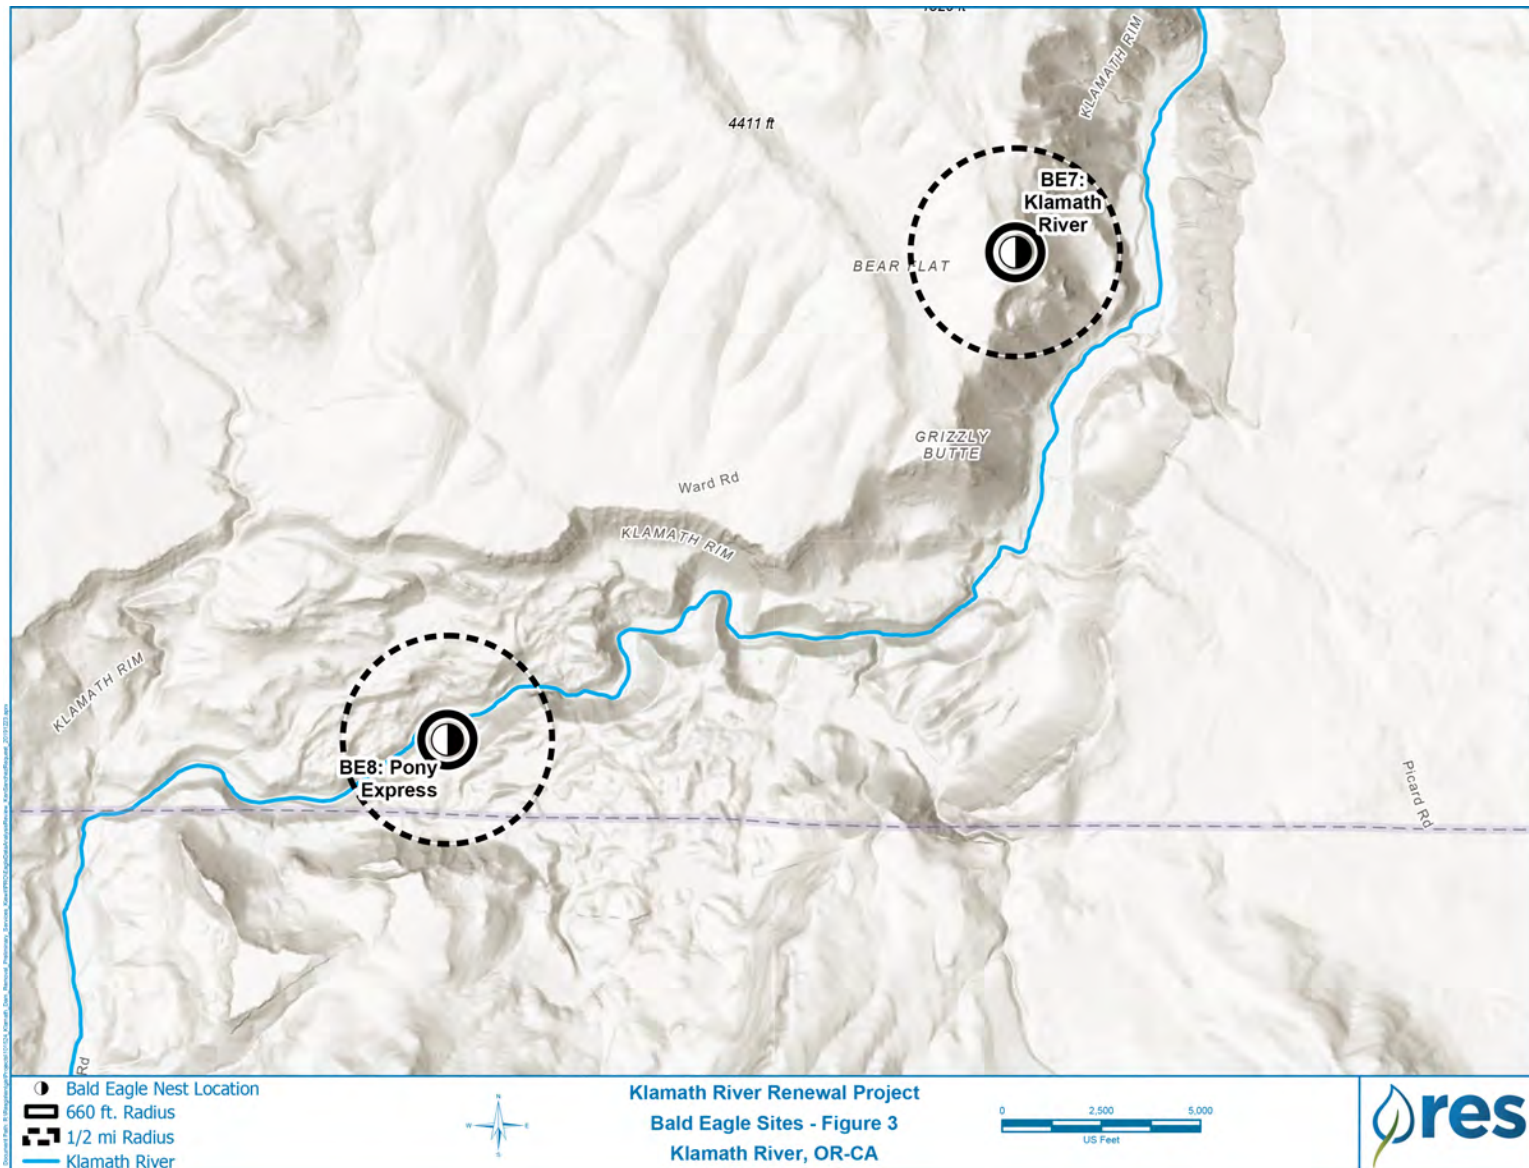 KLAMATH RIM
4411 ft
BE7:
Klamath
River
BEAR FLAT
GRIZZLY
BUTTE
Ward Rd
KLAMATH RIM
KLAMATH RIM
BE8: Pony
Express
Picard Rd
Rd
Bald Eagle Nest Location
660 ft. Radius
1/2 mi Radius
Klamath River
N
W
E
S
Klamath River Renewal Project
Bald Eagle Sites - Figure 3
Klamath River, OR-CA
0 2,500 5,000
US Feet
res